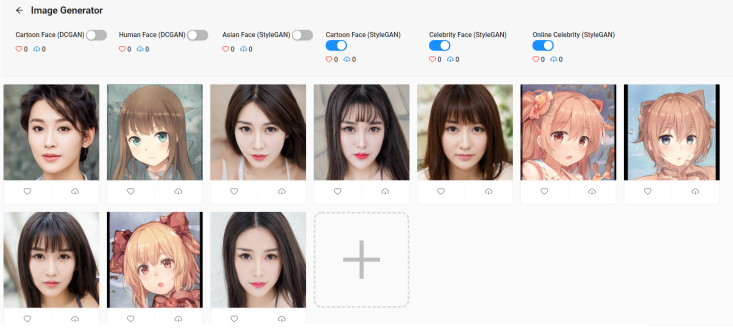 Image Generator
Cartoon Face (DCGAN)
0 0
Human Face (DCGAN)
0 0
Asian Face (StyleGAN)
0 0
Cartoon Face (StyleGAN)
0 0
Celebrity Face (StyleGAN)
0 0
Online Celebrity (StyleGAN)
0 0